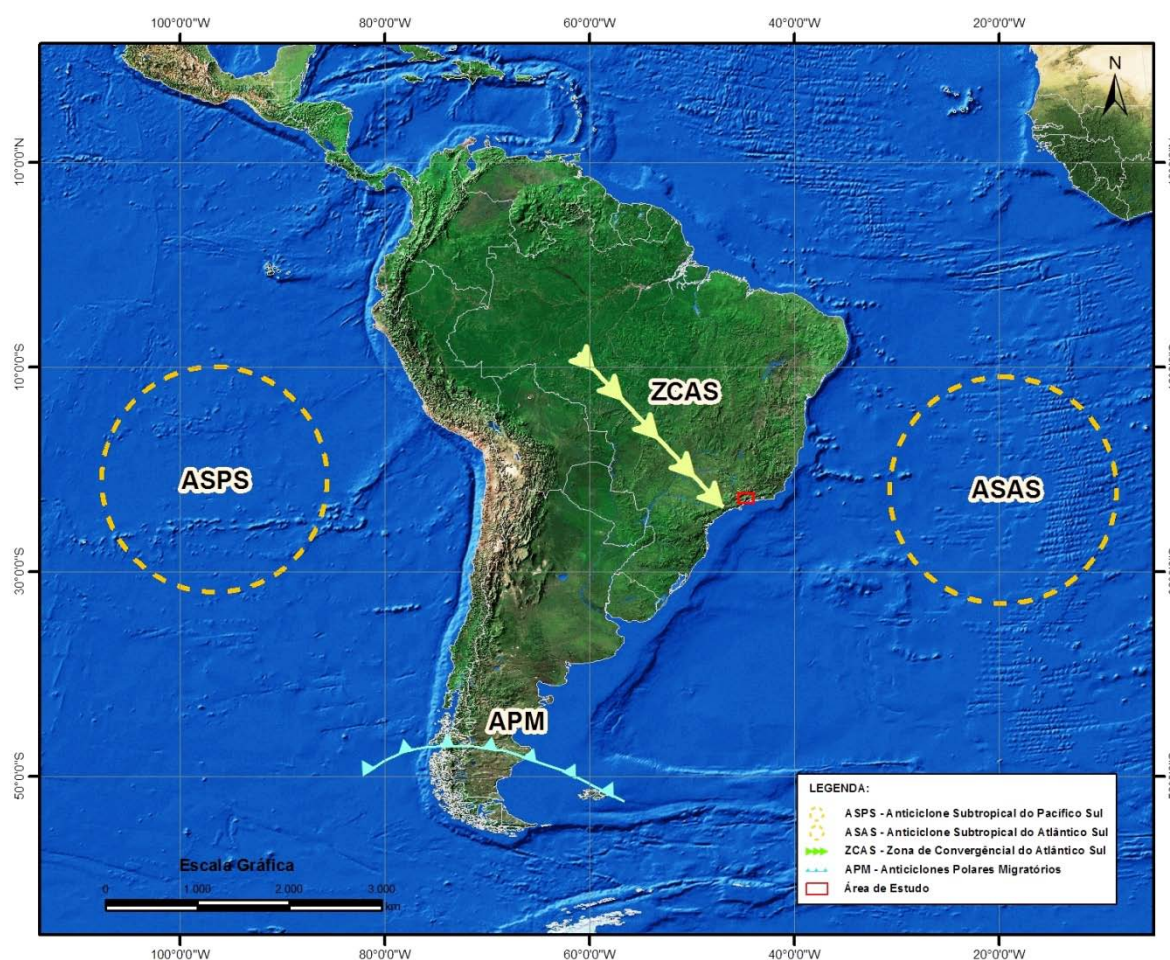 100°0'0"W 80°0'0"W 60°0'0"W 40°0'0"W 20°0'0"W
N
10°0'0"N
10°0'0"S
ZCAS
ASPS
ASAS
30°0'0"S
APM
50°0'0"S
LEGENDA:
ASPS - Anticiclone Subtropical do Pacífico Sul
ASAS - Anticiclone Subtropical do Atlântico Sul
ZCAS - Zona de Convergêncial do Atlântico Sul
APM - Anticiclones Polares Migratórios
Área de Estudo
Escala Gráfica
0 1.000 2.000 3.000
km
100°0'0"W 80°0'0"W 60°0'0"W 40°0'0"W 20°0'0"W